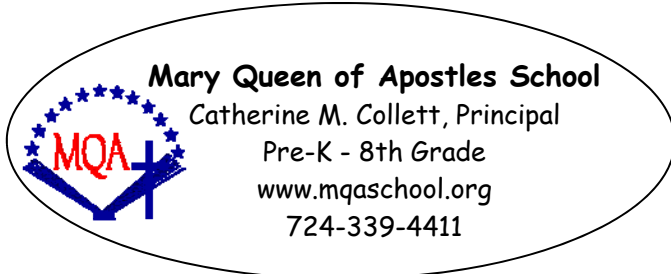 Mary Queen of Apostles School
Catherine M. Collett, Principal
MQA
Pre-K - 8th Grade
www.mqaschool.org
724-339-4411